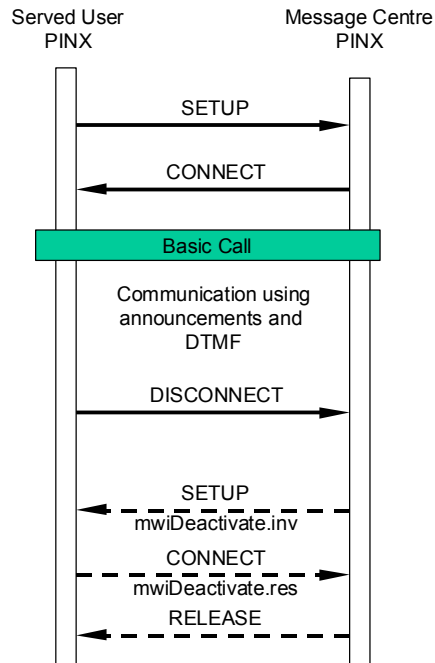 Served User
PINX
Message Centre
PINX
SETUP
CONNECT
Basic Call
Communication using
announcements and
DTMF
DISCONNECT
SETUP
mwiDeactivate.inv
CONNECT
mwiDeactivate.res
RELEASE